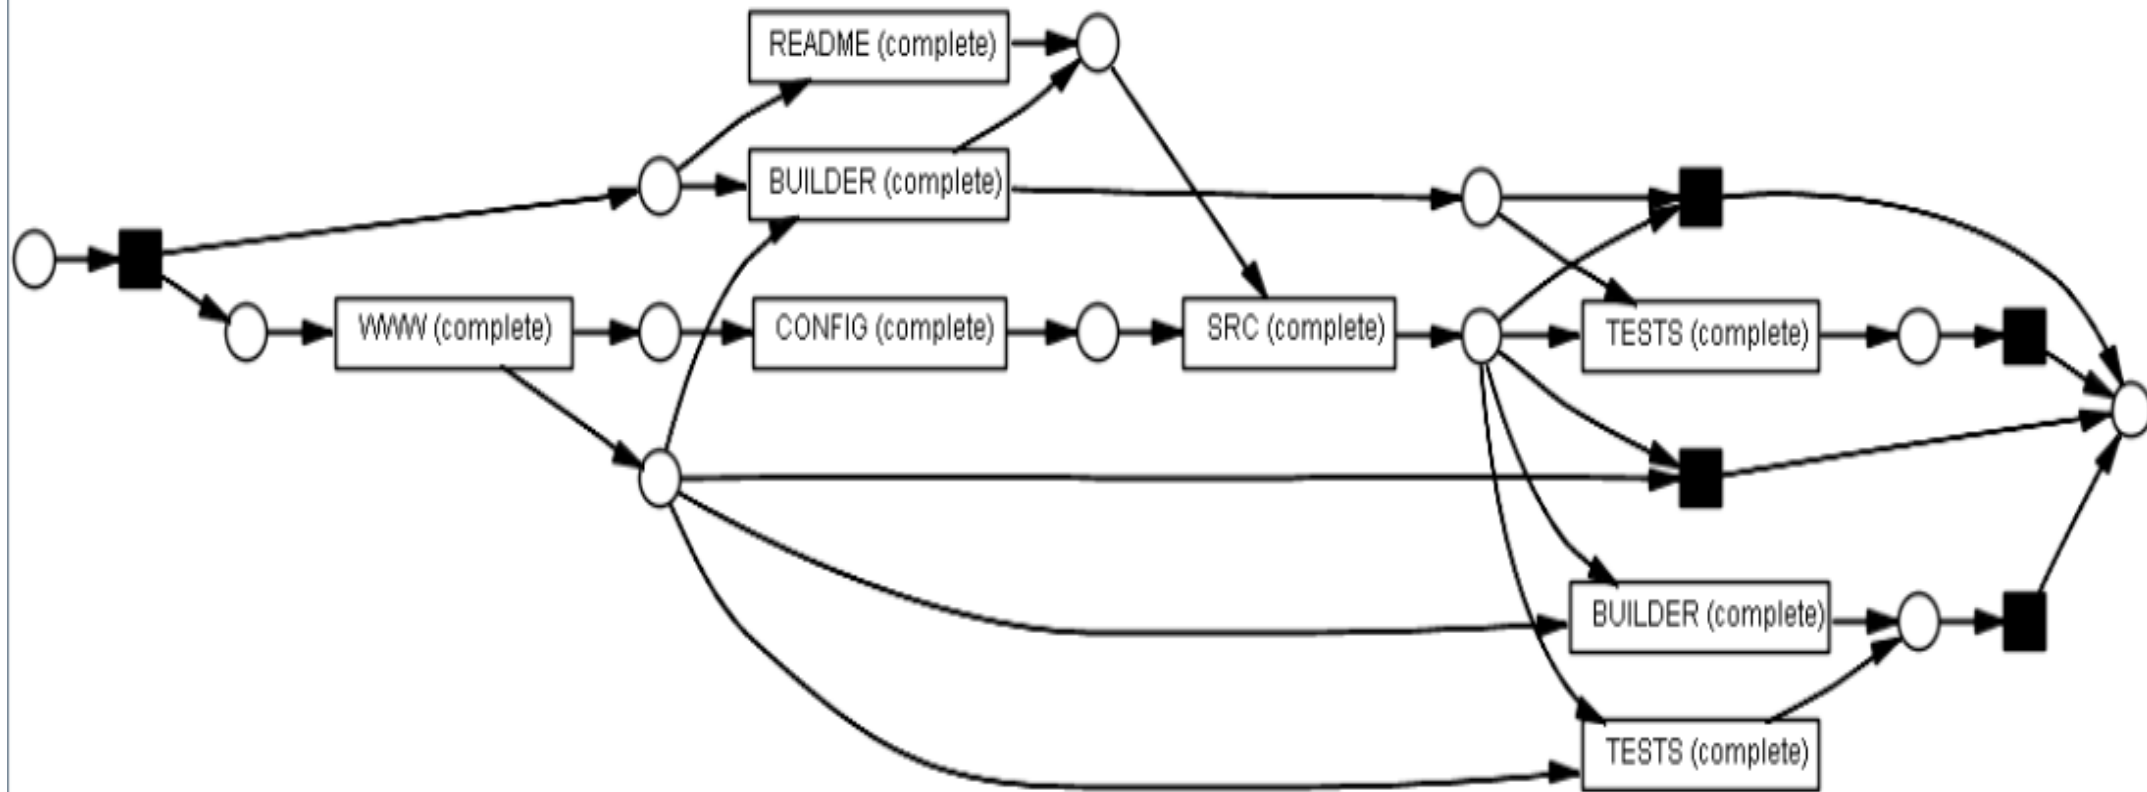 README (complete)
BUILDER (complete)
WWW (complete)
CONFIG (complete)
SRC (complete)
TESTS (complete)
BUILDER (complete)
TESTS (complete)